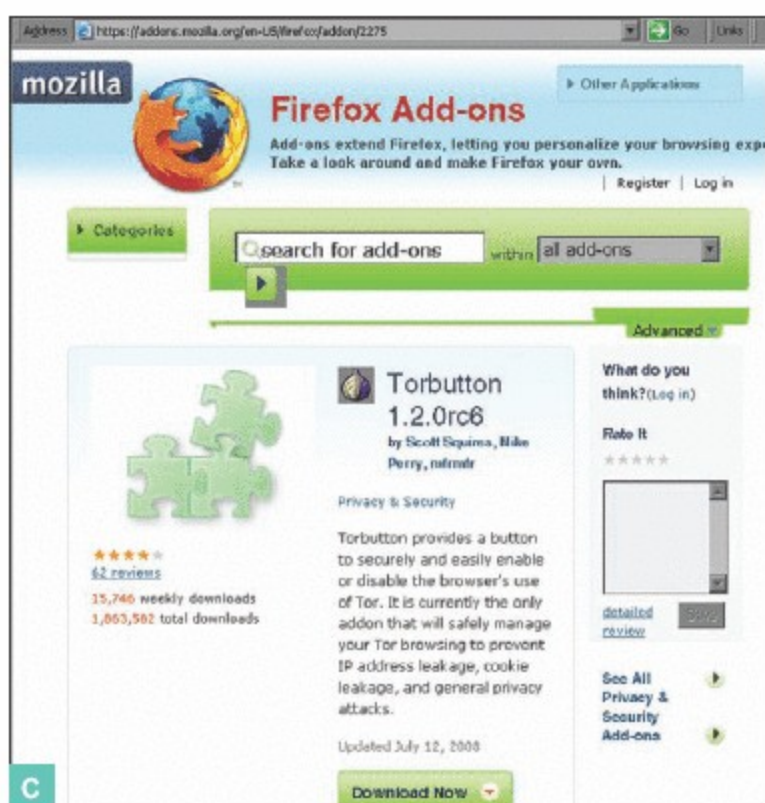 Address https://addons.mozilla.org/en-US/firefox/addon/2275 Go Links
mozilla
Other Applications
Firefox Add-ons
Add-ons extend Firefox, letting you personalize your browsing
Take a look around and make Firefox your own.
| Register | Log in
Categories
search for add-ons within all add-ons
Advanced
Torbutton
1.2.0rc6
by Scott Squires, Mike
Perry,
Privacy & Security
Torbutton provides a button
to securely and easily enable
or disable the browser's use
of Tor. It is currently the only
addon that will safely manage
your Tor browsing to prevent
IP address leakage, cookie
leakage, and general privacy
attacks.
Updated July 12, 2008
Download Now
62 reviews
15,746 weekly downloads
1,863,582 total downloads
What do you
think?(Log in)
Rate It
detailed
review
Save
See All
Privacy &
Security
Add-ons
C